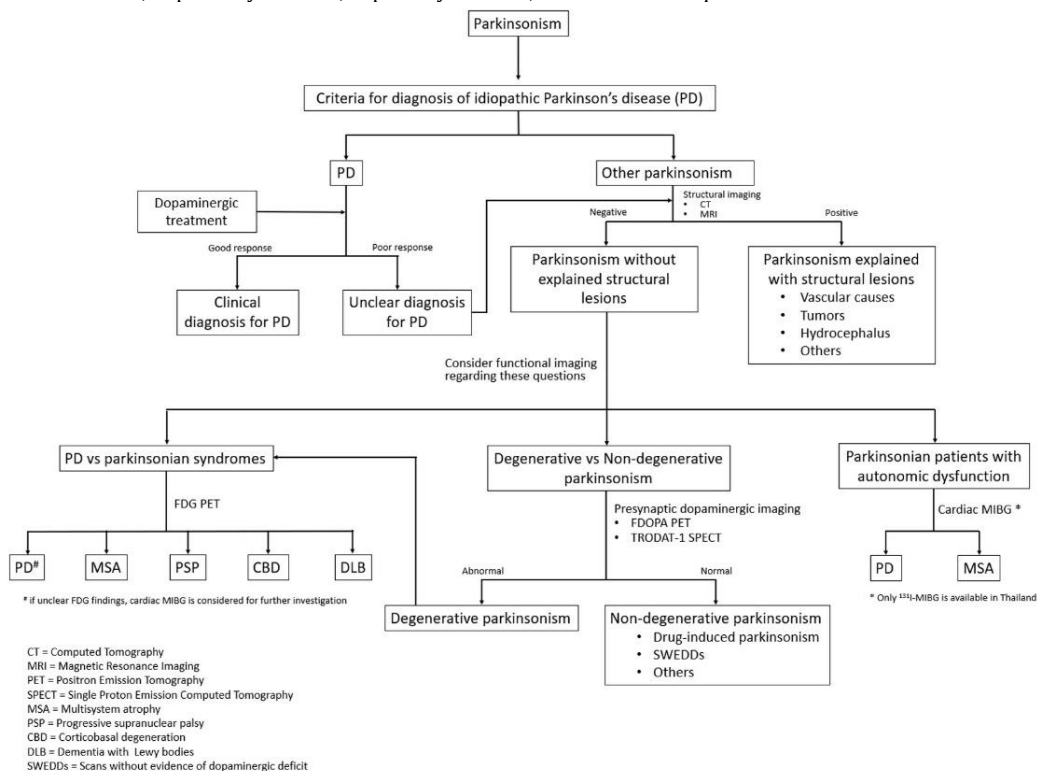 Parkinsonism
Criteria for diagnosis of idiopathic Parkinson's disease (PD)
PD
Other parkinsonism
Dopaminergic
treatment
Structural imaging
• CT
• MRI
Negative
Positive
Good response
Poor response
Clinical
diagnosis for PD
Unclear diagnosis
for PD
Parkinsonism without
explained structural
lesions
Parkinsonism explained
with structural lesions
• Vascular causes
• Tumors
• Hydrocephalus
• Others
Consider functional imaging
regarding these questions
PD vs parkinsonian syndromes
Degenerative vs Non-degenerative
parkinsonism
Parkinsonian patients with
autonomic dysfunction
FDG PET
Presynaptic dopaminergic imaging
• FDOPA PET
• TRODAT-1 SPECT
Cardiac MIBG *
PD#
MSA
PSP
CBD
DLB
PD
MSA
Abnormal
Normal
# if unclear FDG findings, cardiac MIBG is considered for further investigation
* Only ¹³¹I-MIBG is available in Thailand
Degenerative parkinsonism
Non-degenerative parkinsonism
• Drug-induced parkinsonism
• SWEDDs
• Others
CT = Computed Tomography
MRI = Magnetic Resonance Imaging
PET = Positron Emission Tomography
SPECT = Single Proton Emission Computed Tomography
MSA = Multisystem atrophy
PSP = Progressive supranuclear palsy
CBD = Corticobasal degeneration
DLB = Dementia with Lewy bodies
SWEDDs = Scans without evidence of dopaminergic deficit